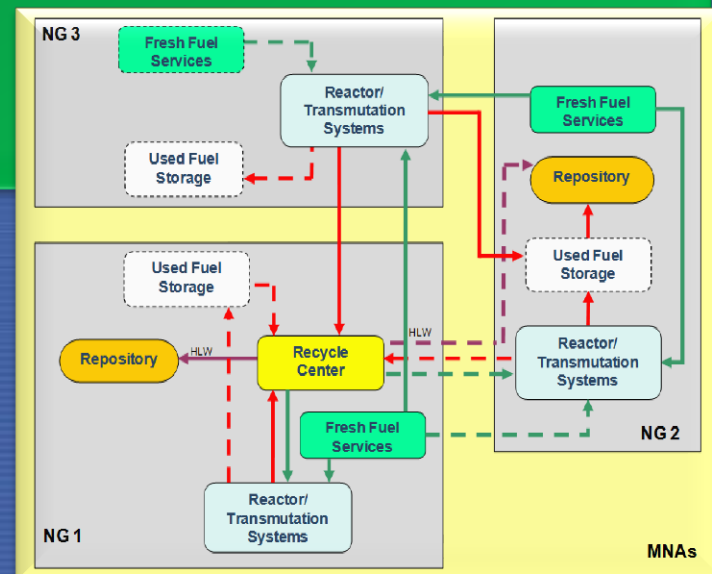 NG 3
Fresh Fuel
Services
Reactor/
Transmutation
Systems
Used Fuel
Storage
Fresh Fuel
Services
Repository
Used Fuel
Storage
Reactor/
Transmutation
Systems
NG 2
Used Fuel
Storage
Repository
HLW
Recycle
Center
HLW
Fresh Fuel
Services
Reactor/
Transmutation
Systems
NG 1
MNAs